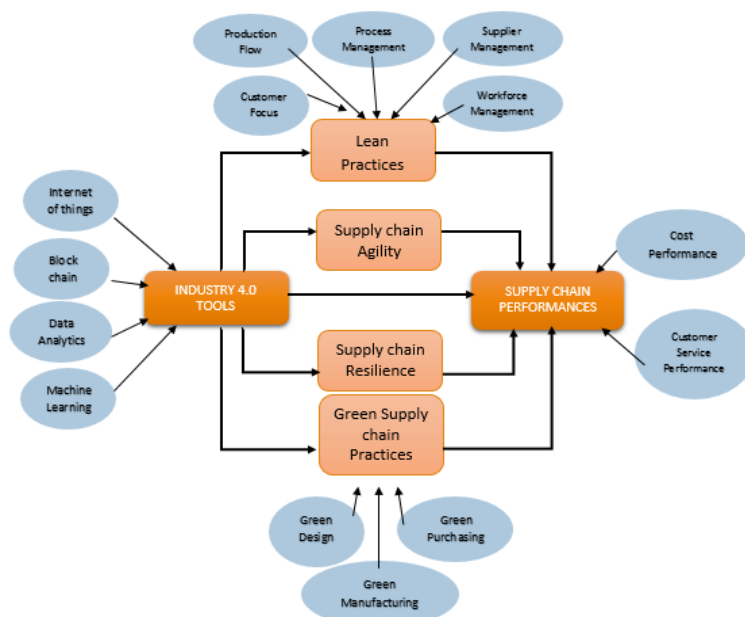 Production
Flow
Process
Management
Supplier
Management
Customer
Focus
Workforce
Management
Lean
Practices
Internet
of things
Supply chain
Agility
Cost
Performance
Block
chain
INDUSTRY 4.0
TOOLS
SUPPLY CHAIN
PERFORMANCES
Data
Analytics
Customer
Service
Performance
Supply chain
Resilience
Machine
Learning
Green Supply
chain
Practices
Green
Design
Green
Purchasing
Green
Manufacturing